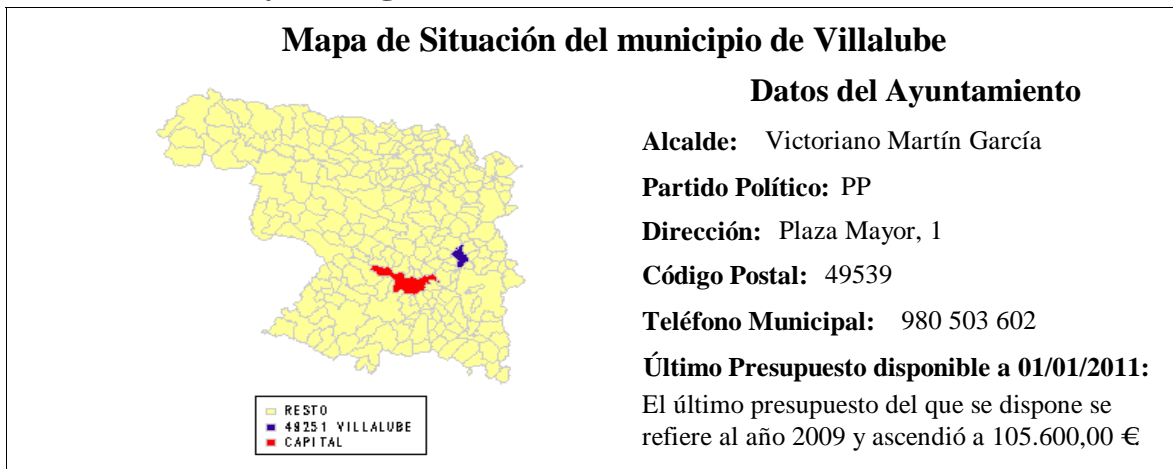 Mapa de Situación del municipio de Villalube
Datos del Ayuntamiento
Alcalde: Victoriano Martín García
Partido Político: PP
Dirección: Plaza Mayor, 1
Código Postal: 49539
Teléfono Municipal: 980 503 602
Último Presupuesto disponible a 01/01/2011:
El último presupuesto del que se dispone se
refiere al año 2009 y ascendió a 105.600,00 €
RESTO
49251 VILLALUBE
CAPITAL